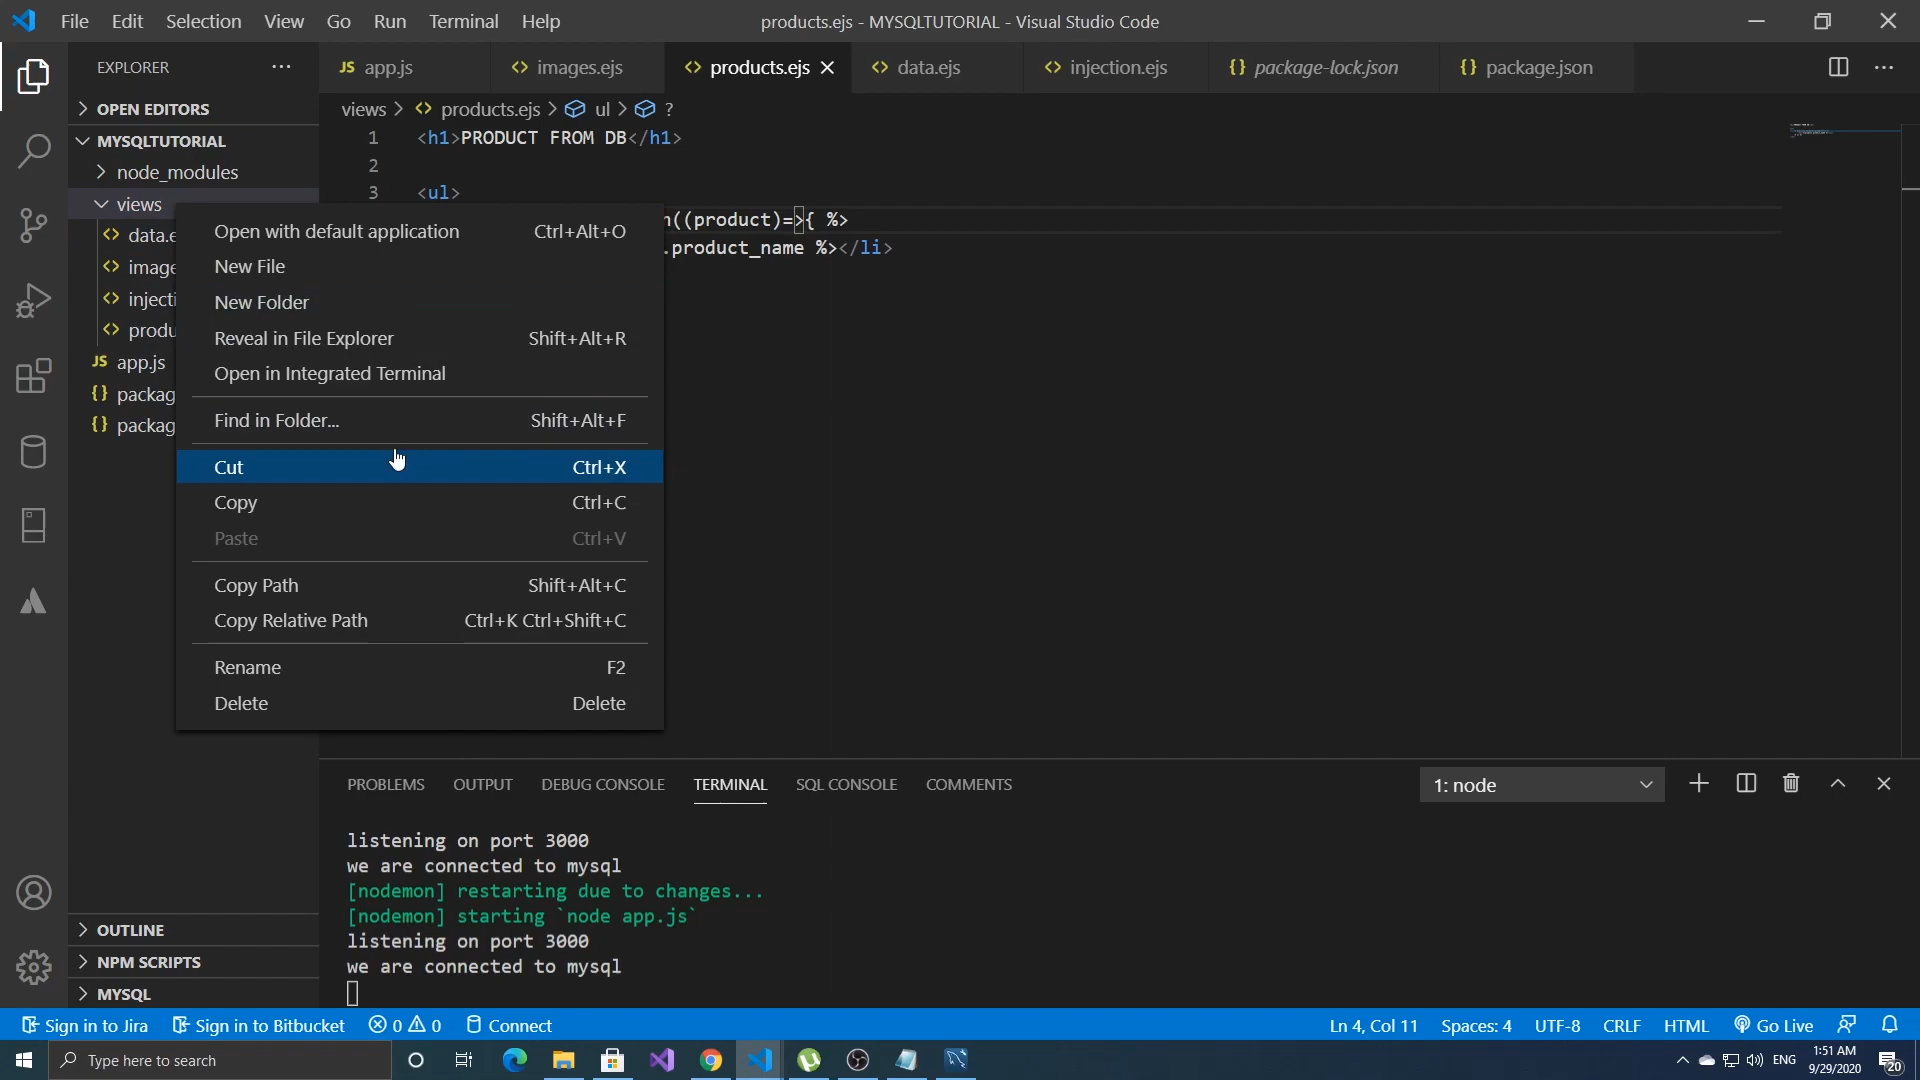 File Edit Selection View Go Run Terminal Help
products.ejs - MYSQLTUTORIAL - Visual Studio Code
EXPLORER
JS app.js
<> images.ejs
<> products.ejs
<> data.ejs
<> injection.ejs
{} package-lock.json
{} package.json
OPEN EDITORS
MYSQLTUTORIAL
node_modules
views
<> data.e
<> image
<> injecti
<> produ
JS app.js
{} packag
{} packag
OUTLINE
NPM SCRIPTS
MYSQL
views > <> products.ejs > ul > ?
1 <h1>PRODUCT FROM DB</h1>
2
3 <ul>
((product)=>{ %>
.product_name %></li>
Open with default application Ctrl+Alt+O
New File
New Folder
Reveal in File Explorer Shift+Alt+R
Open in Integrated Terminal
Find in Folder... Shift+Alt+F
Cut Ctrl+X
Copy Ctrl+C
Paste Ctrl+V
Copy Path Shift+Alt+C
Copy Relative Path Ctrl+K Ctrl+Shift+C
Rename F2
Delete Delete
PROBLEMS OUTPUT DEBUG CONSOLE TERMINAL SQL CONSOLE COMMENTS
1: node
listening on port 3000
we are connected to mysql
[nodemon] restarting due to changes...
[nodemon] starting `node app.js`
listening on port 3000
we are connected to mysql
Sign in to Jira Sign in to Bitbucket 0 0 Connect
Ln 4, Col 11 Spaces: 4 UTF-8 CRLF HTML Go Live
Type here to search
ENG
1:51 AM
9/29/2020
20